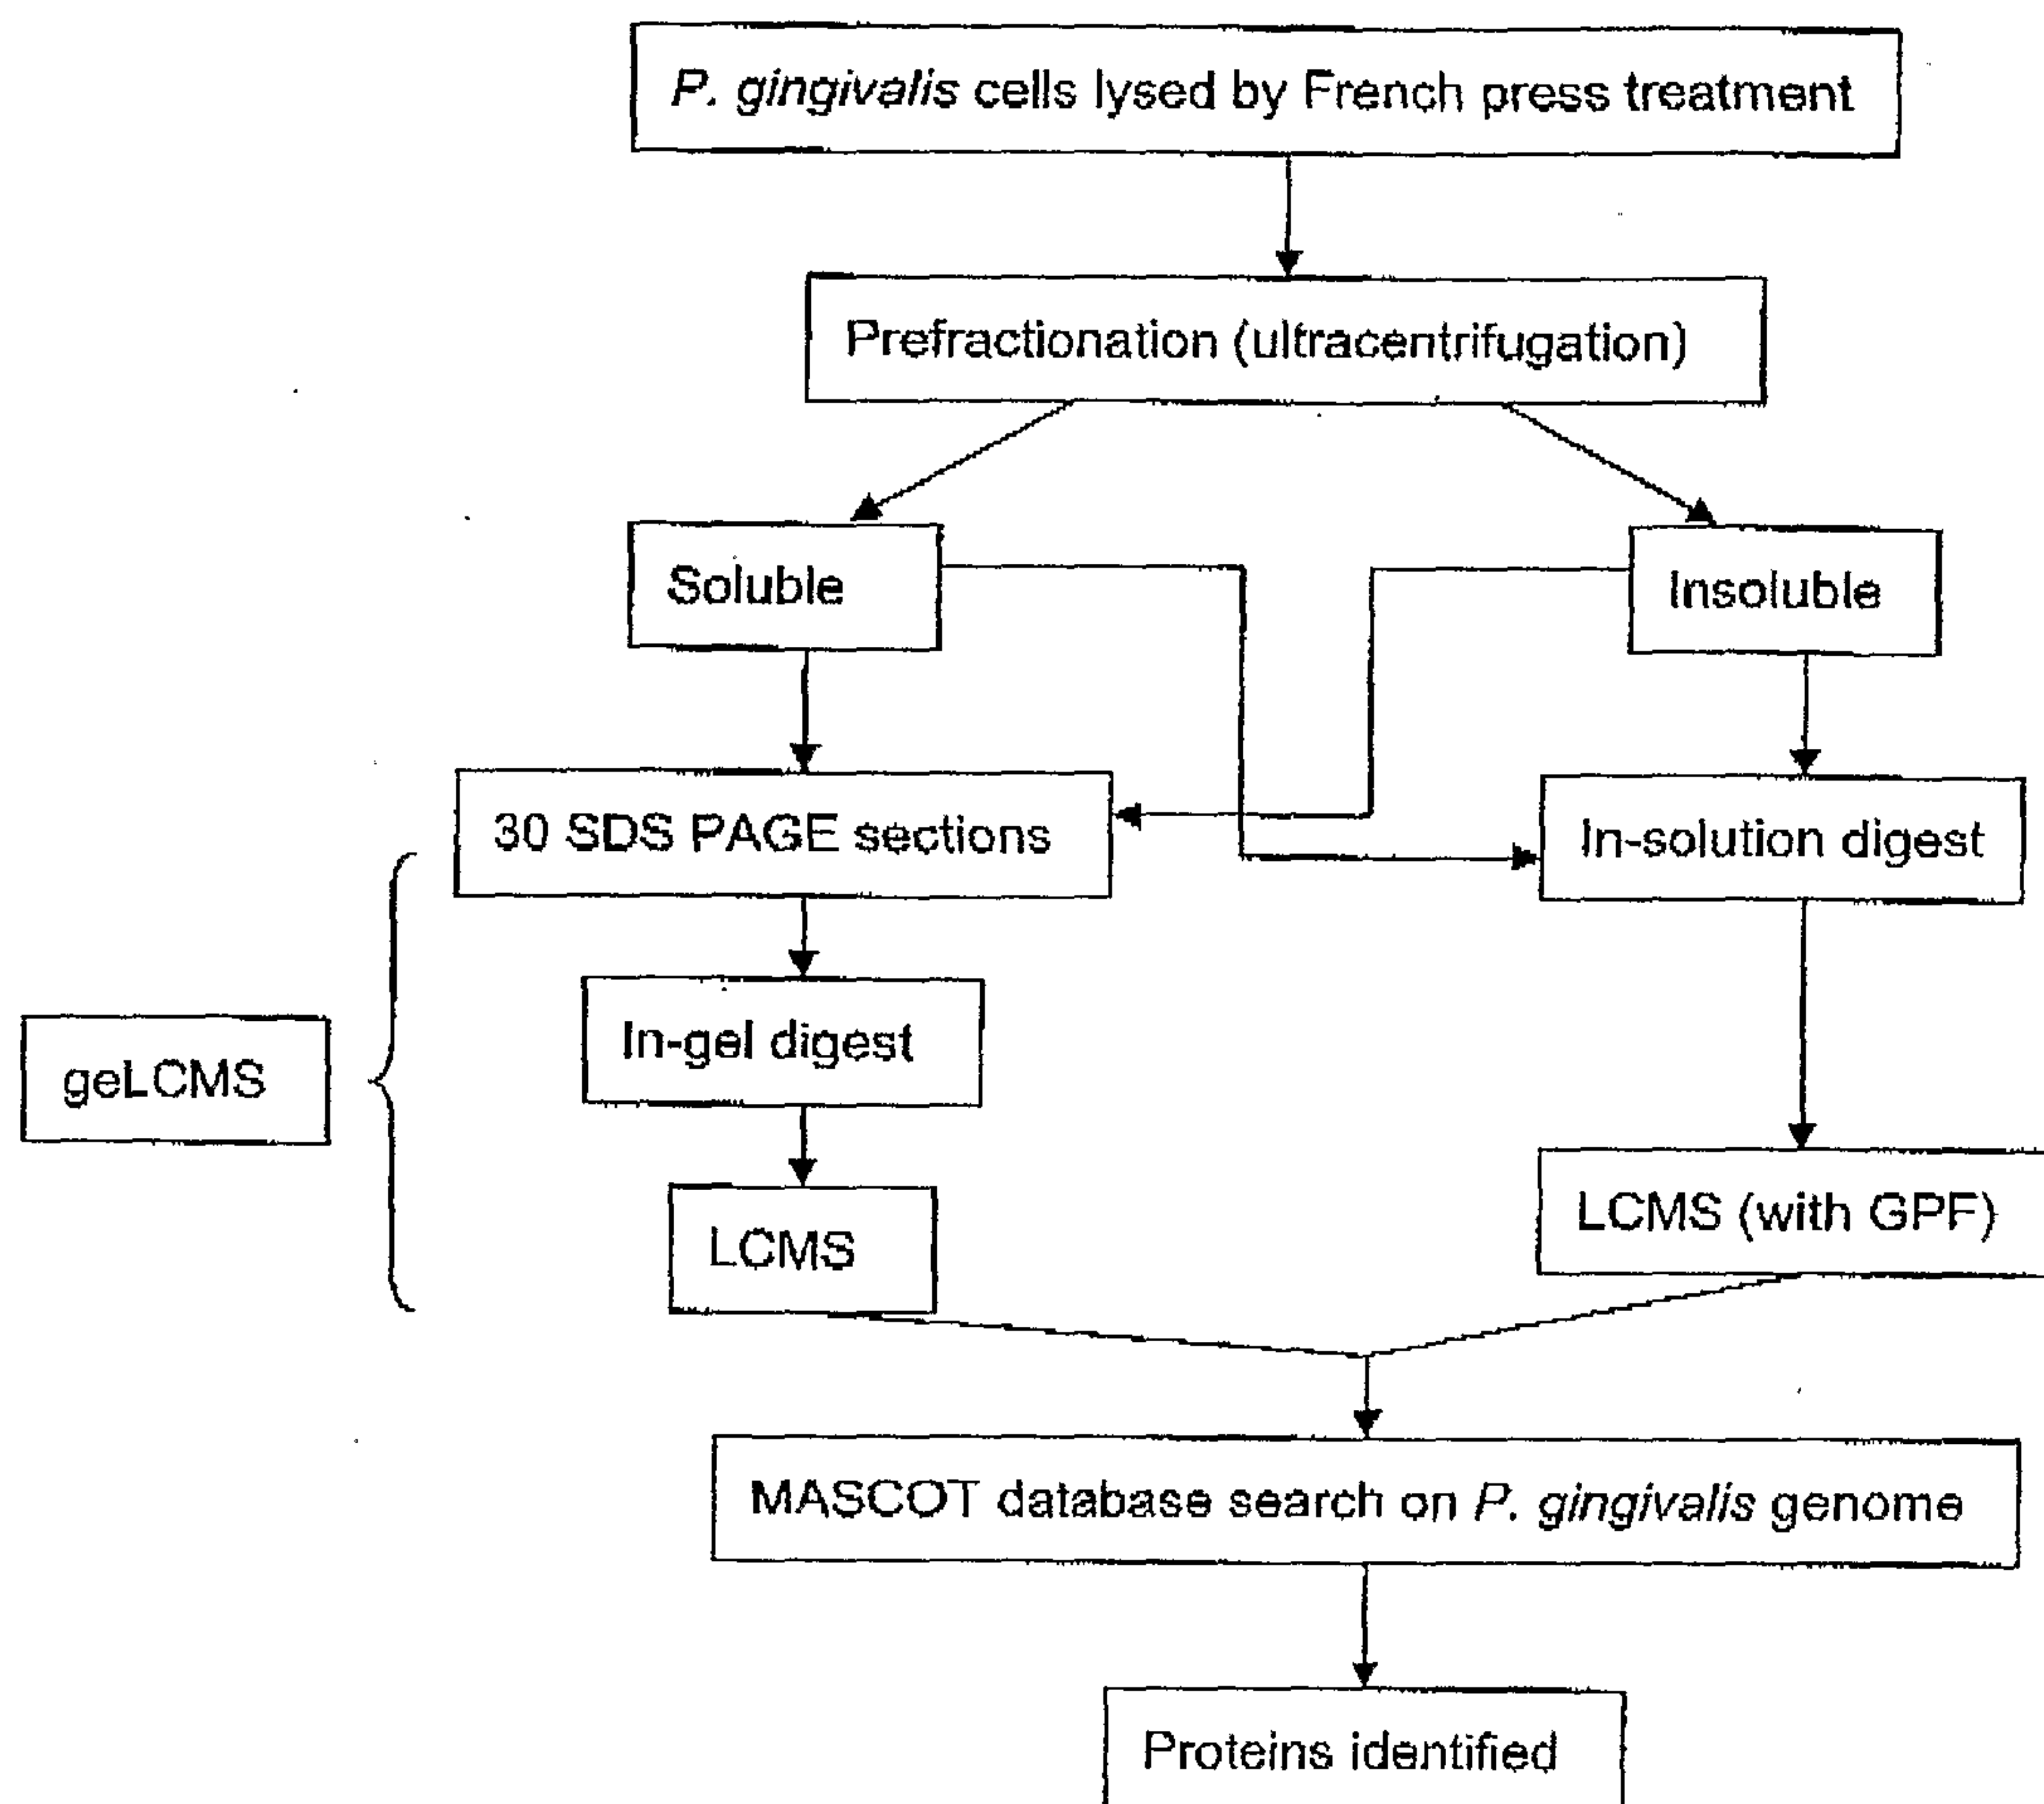 P. gingivalis cells lysed by French press treatment
Prefractionation (ultracentrifugation)
Soluble
Insoluble
30 SDS PAGE sections
In-solution digest
In-gel digest
geLCMS
LCMS
LCMS (with GPF)
MASCOT database search on P. gingivalis genome
Proteins identified